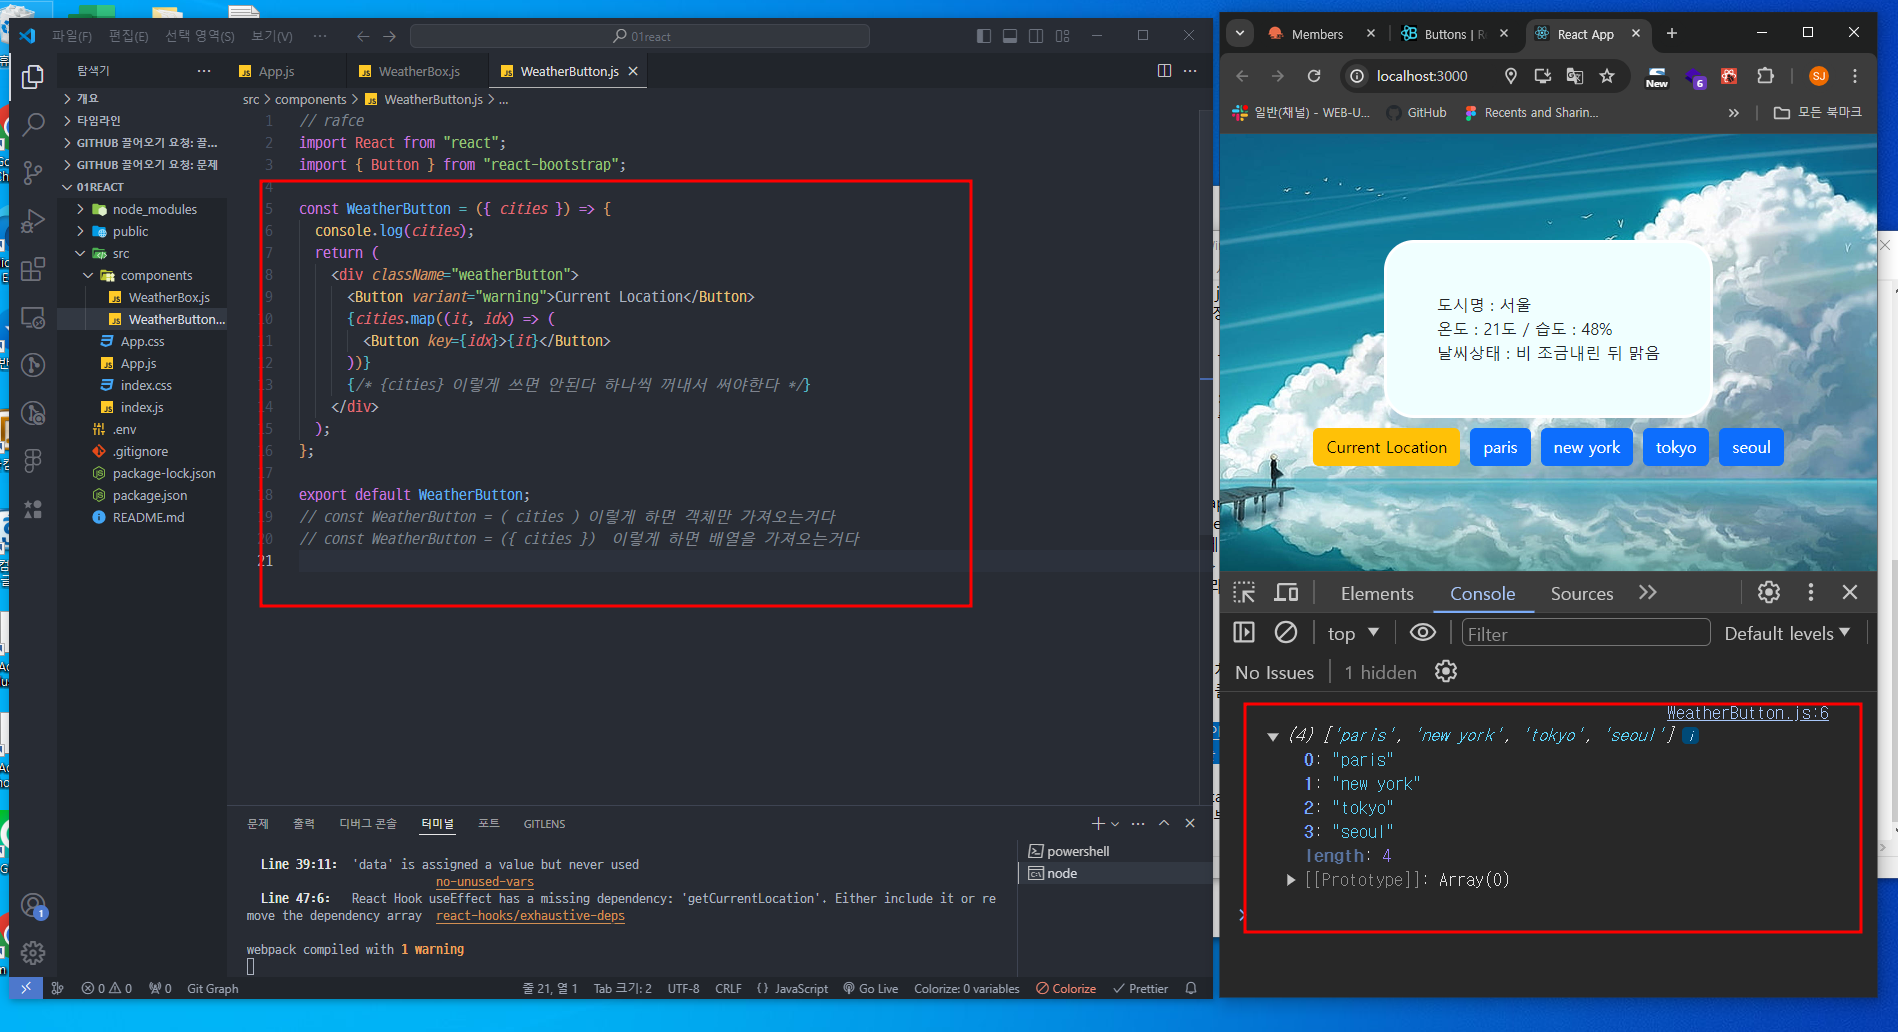 파일(F) 편집(E) 선택 영역(S) 보기(V) ··· 01react
탐색기 ···
개요
타임라인
GITHUB 끌어오기 요청: 끌...
GITHUB 끌어오기 요청: 문제
01REACT
node_modules
public
src
components
WeatherBox.js
WeatherButton...
App.css
App.js
index.css
index.js
.env
.gitignore
package-lock.json
package.json
README.md
App.js WeatherBox.js WeatherButton.js
src > components > WeatherButton.js > ...
1 // rafce
2 import React from "react";
3 import { Button } from "react-bootstrap";
4
5 const WeatherButton = ({ cities }) => {
6 console.log(cities);
7 return (
8 <div className="weatherButton">
9 <Button variant="warning">Current Location</Button>
10 {cities.map((it, idx) => (
11 <Button key={idx}>{it}</Button>
12 ))}
13 {/* {cities} 이렇게 쓰면 안된다 하나씩 꺼내서 써야한다 */}
14 </div>
15 );
16 };
17
18 export default WeatherButton;
19 // const WeatherButton = ( cities ) 이렇게 하면 객체만 가져오는거다
20 // const WeatherButton = ({ cities }) 이렇게 하면 배열을 가져오는거다
21
문제 출력 디버그 콘솔 터미널 포트 GITLENS
Line 39:11: 'data' is assigned a value but never used
no-unused-vars
Line 47:6: React Hook useEffect has a missing dependency: 'getCurrentLocation'. Either include it or re
move the dependency array react-hooks/exhaustive-deps
webpack compiled with 1 warning
powershell
node
1
0 0 0 Git Graph 줄 21, 열 1 Tab 크기: 2 UTF-8 CRLF {} JavaScript Go Live Colorize: 0 variables Colorize Prettier
Members Buttons | R React App
localhost:3000 New 6 SJ
일반(채널) - WEB-U... GitHub Recents and Sharin... 모든 북마크
도시명 : 서울
온도 : 21도 / 습도 : 48%
날씨상태 : 비 조금내린 뒤 맑음
Current Location paris new york tokyo seoul
Elements Console Sources
top Filter Default levels
No Issues 1 hidden
WeatherButton.js:6
(4) ['paris', 'new york', 'tokyo', 'seoul'] i
0: "paris"
1: "new york"
2: "tokyo"
3: "seoul"
length: 4
[[Prototype]]: Array(0)